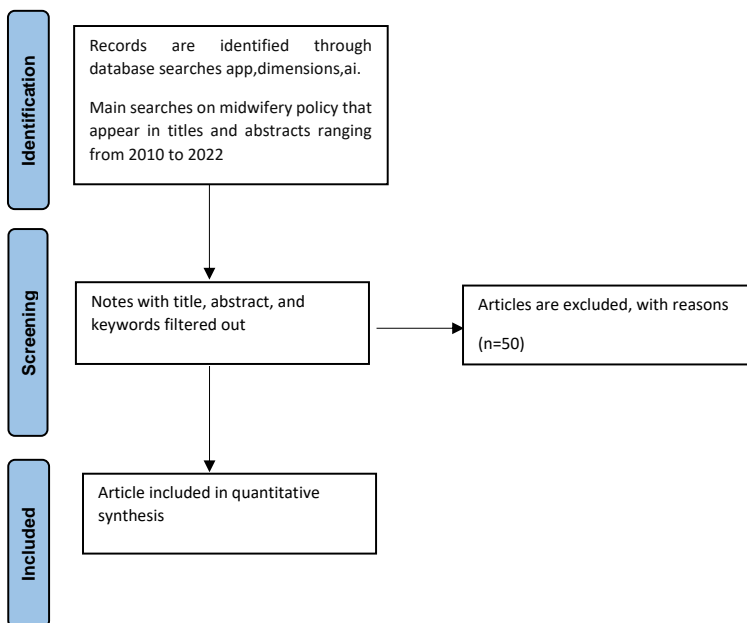 Identification
Records are identified through
database searches app,dimensions,ai.
Main searches on midwifery policy that
appear in titles and abstracts ranging
from 2010 to 2022
Screening
Notes with title, abstract, and
keywords filtered out
Articles are excluded, with reasons
(n=50)
Included
Article included in quantitative
synthesis